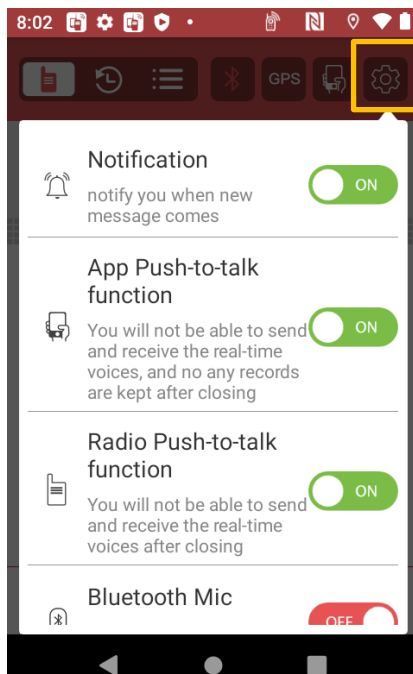 8:02
GPS
Notification
notify you when new
message comes
ON
App Push-to-talk
function
You will not be able to send
and receive the real-time
voices, and no any records
are kept after closing
ON
Radio Push-to-talk
function
You will not be able to send
and receive the real-time
voices after closing
ON
Bluetooth Mic
OFF